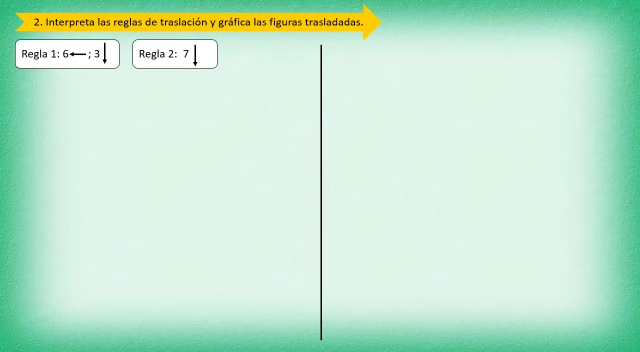 2. Interpreta las reglas de traslación y gráfica las figuras trasladadas.
Regla 1: 6← ; 3↓
Regla 2: 7↓